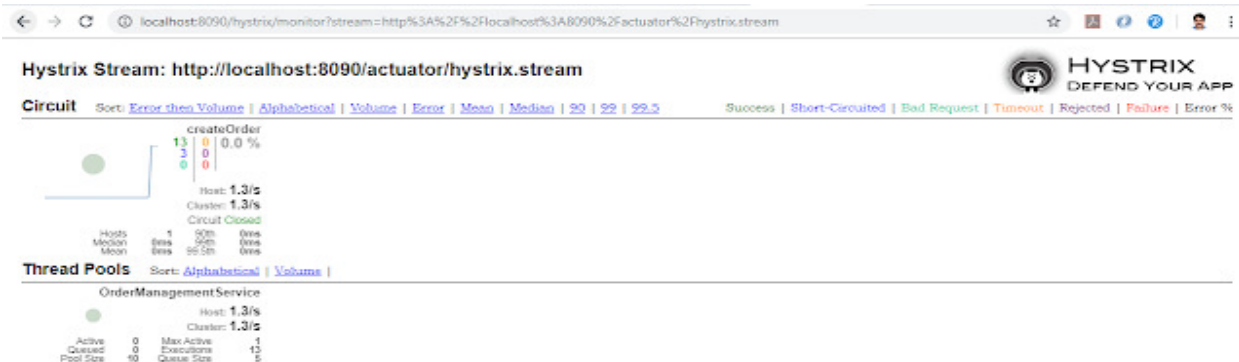 localhost:8090/hystrix/monitor?stream=http%3A%2F%2Flocalhost%3A8090%2Factuator%2Fhystrix.stream
Hystrix Stream: http://localhost:8090/actuator/hystrix.stream
HYSTRIX
DEFEND YOUR APP
Circuit Sort: Error then Volume | Alphabetical | Volume | Error | Mean | Median | 90 | 99 | 99.5
Success | Short-Circuited | Bad Request | Timeout | Rejected | Failure | Error %
createOrder
13 0 0.0 %
3 0
0 0
Host: 1.3/s
Cluster: 1.3/s
Circuit Closed
Hosts 1 90th 0ms
Median 0ms 99th 0ms
Mean 0ms 99.5th 0ms
Thread Pools Sort: Alphabetical | Volume |
OrderManagementService
Host: 1.3/s
Cluster: 1.3/s
Active 0 Max Active 1
Queued 0 Executions 13
Pool Size 10 Queue Size 5